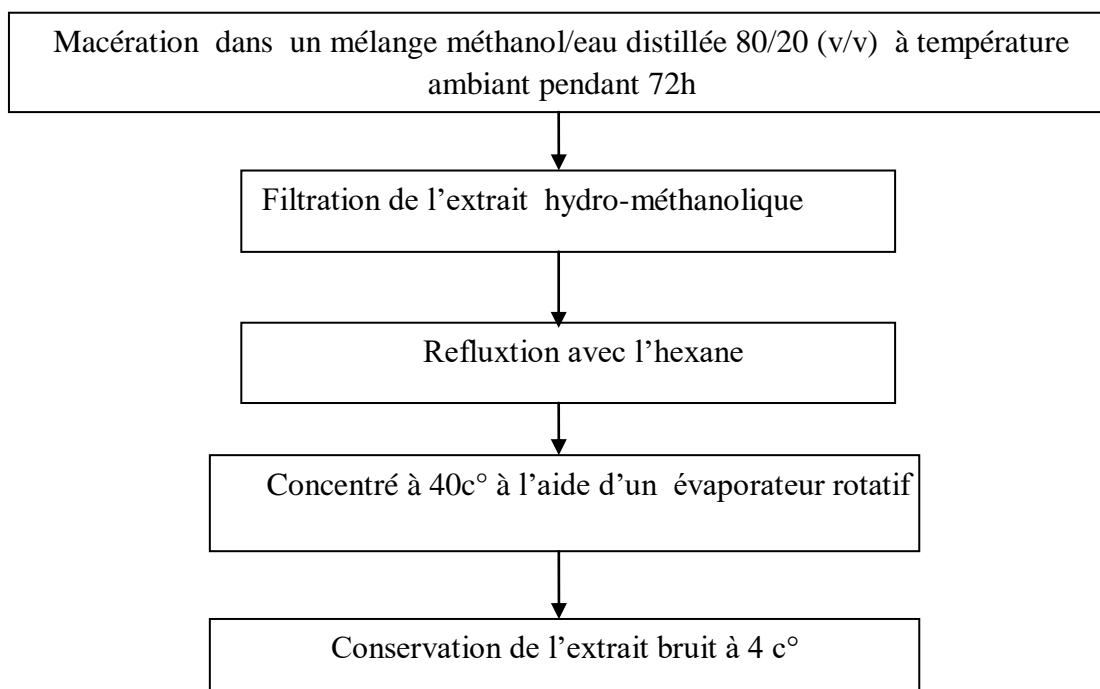 Macération dans un mélange méthanol/eau distillée 80/20 (v/v) à température
ambiant pendant 72h
Filtration de l’extrait hydro-méthanolique
Refluxtion avec l’hexane
Concentré à 40c° à l’aide d’un évaporateur rotatif
Conservation de l’extrait bruit à 4 c°